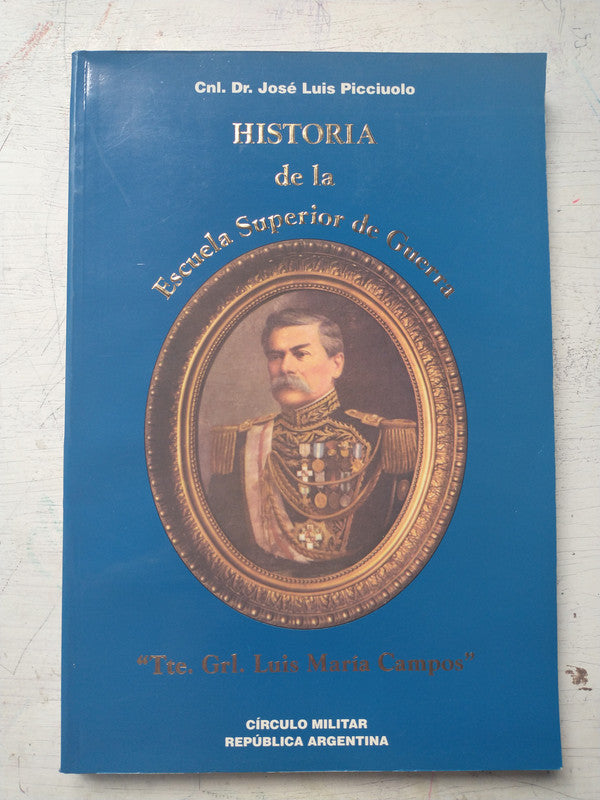 Cnl. Dr. José Luis Picciuolo
HISTORIA
de la
Escuela Superior de Guerra
"Tte. Grl. Luis María Campos"
CÍRCULO MILITAR
REPÚBLICA ARGENTINA